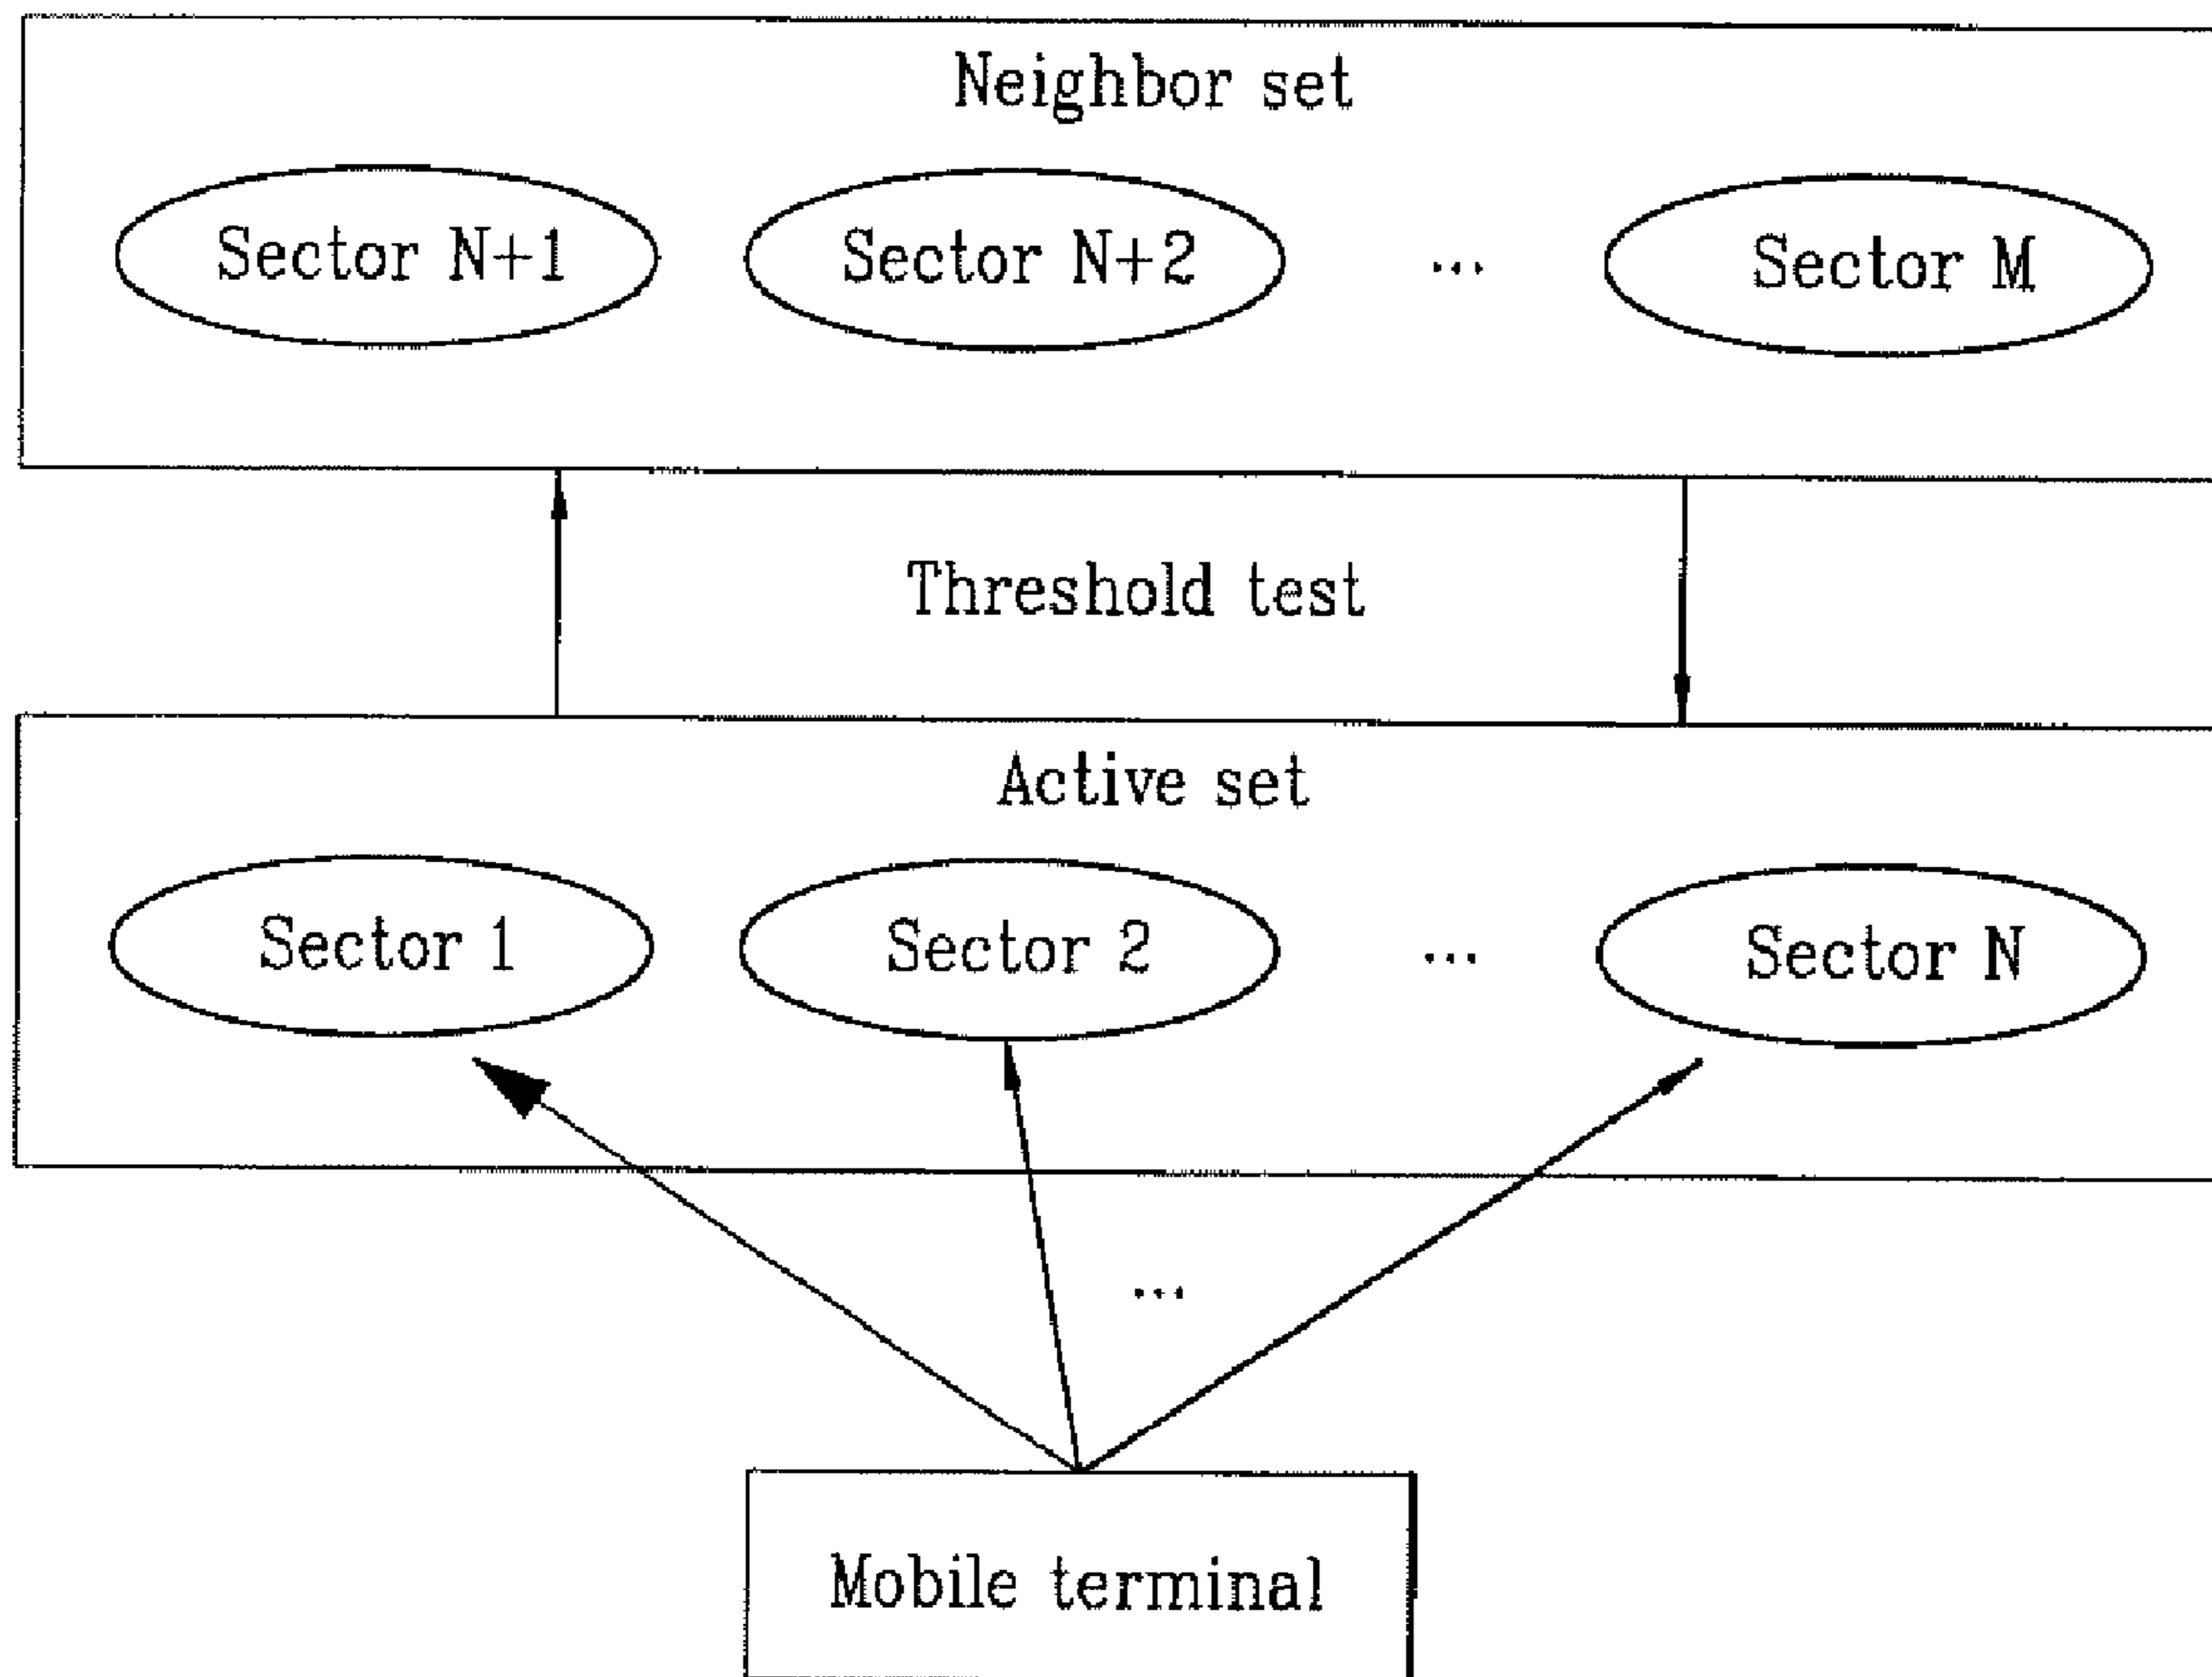 Neighbor set
Sector N+1 Sector N+2 ... Sector M
Threshold test
Active set
Sector 1 Sector 2 ... Sector N
...
Mobile terminal